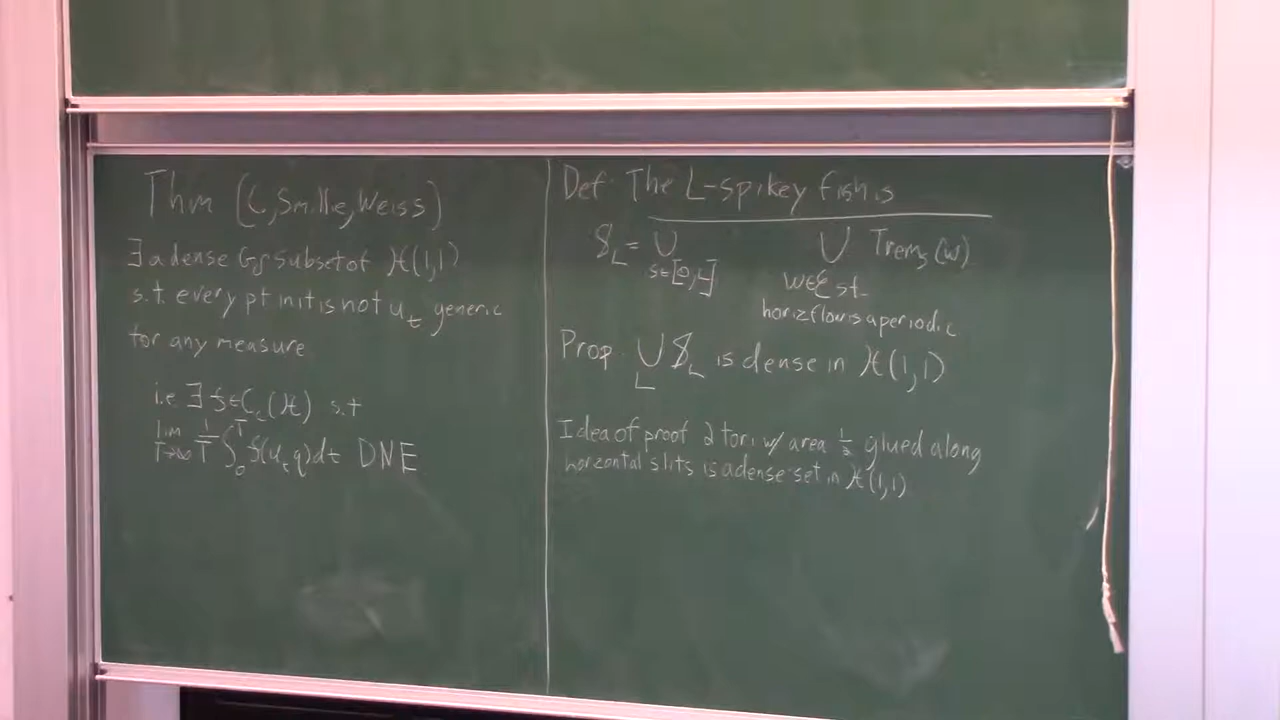 Thm (C, Smillie, Weiss)
∃ a dense Gδ subset of H(1,1)
s.t. every pt in it is not u_t generic
for any measure
i.e ∃ f∈C_c(H) s.t
lim_{T→∞} 1/T ∫_0^T f(u_t q)dt DNE
Def: The L-spikey fish is
S_L = ∪_{s∈[0,L]} ∪ Trem_s(w)
w∈E st.
horiz flow is aperiodic
Prop. ∪_L S_L is dense in H(1,1)
Idea of proof 2 tori w/ area 1/2 glued along
horizontal slits is a dense set in H(1,1)